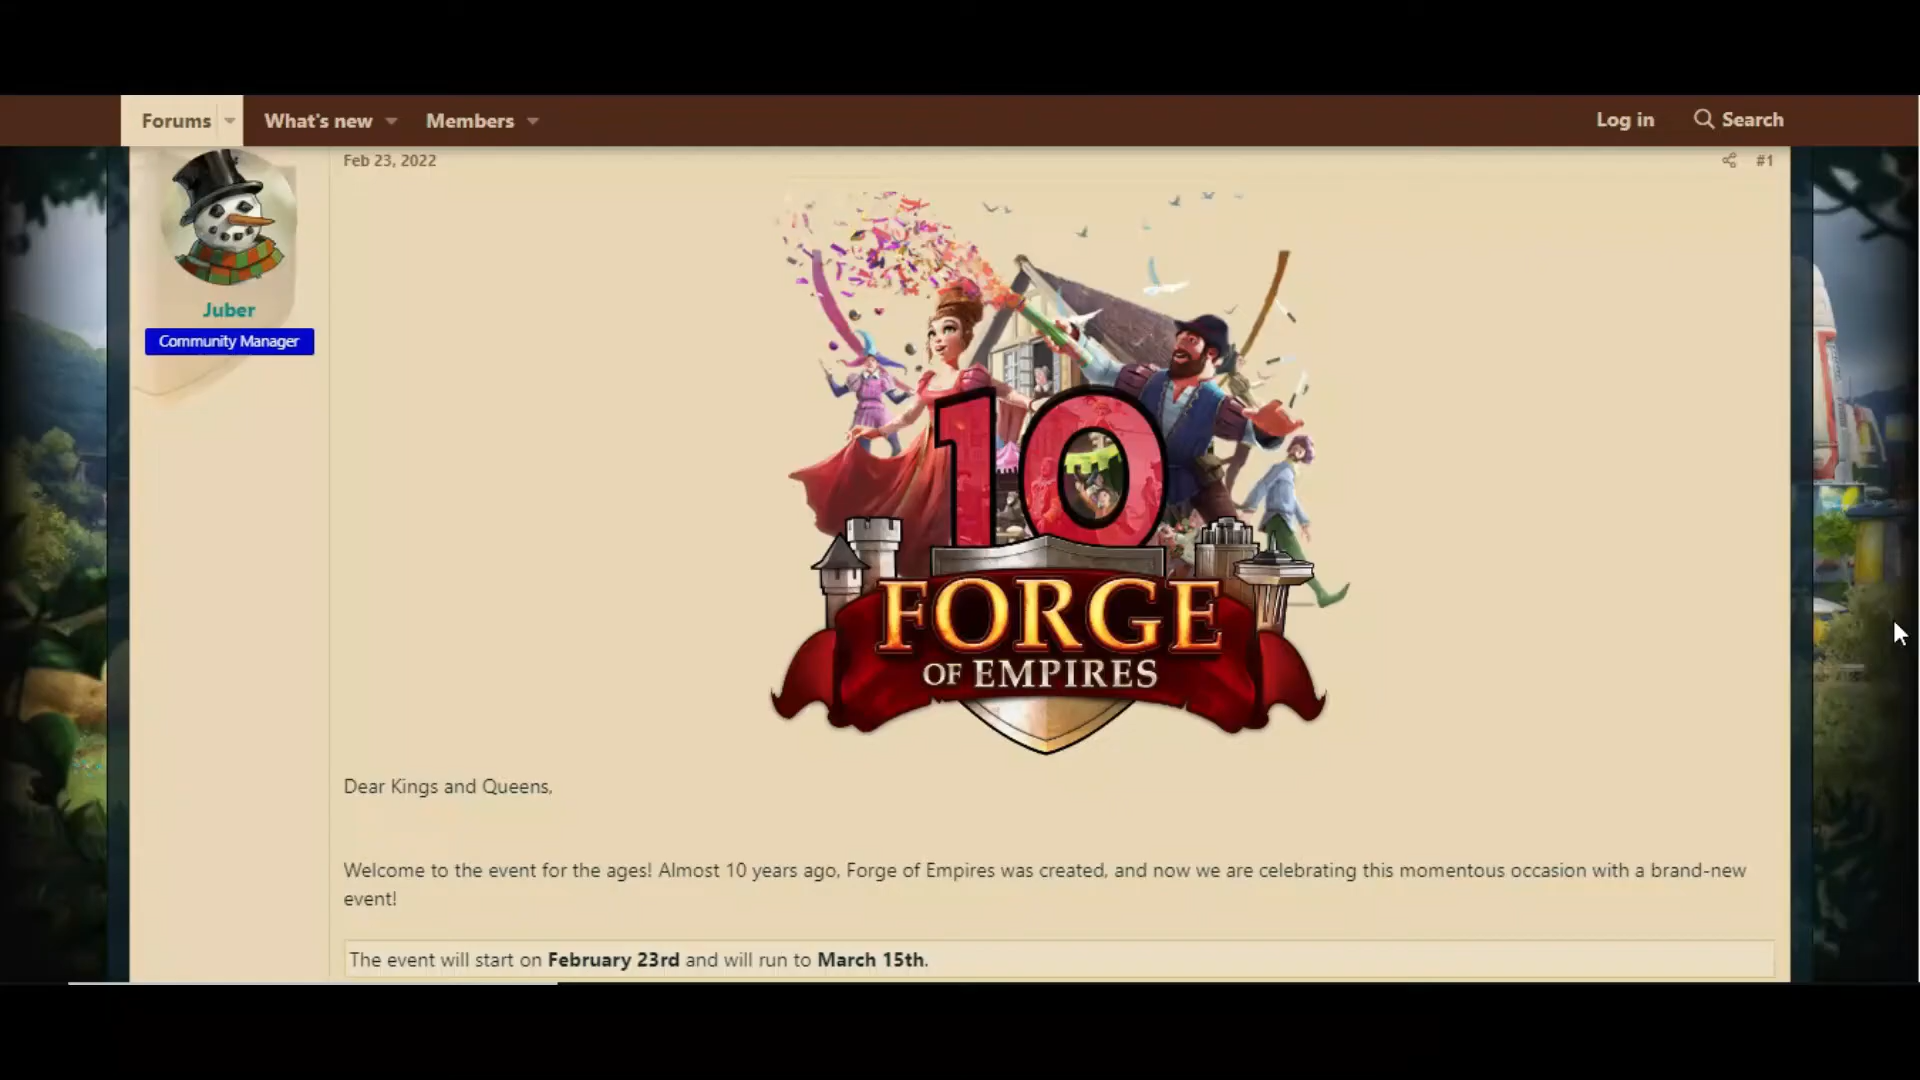 Forums
What's new
Members
Log in
Search
Feb 23, 2022
#1
Juber
Community Manager
10
FORGE
OF EMPIRES
Dear Kings and Queens,
Welcome to the event for the ages! Almost 10 years ago, Forge of Empires was created, and now we are celebrating this momentous occasion with a brand-new
event!
The event will start on February 23rd and will run to March 15th.